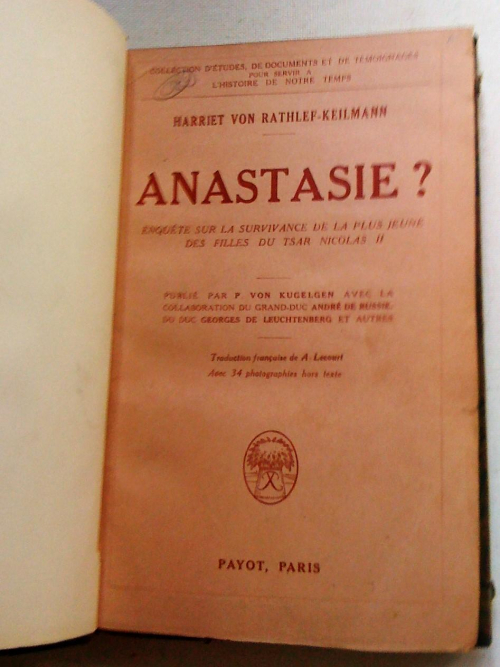 COLLECTION D'ÉTUDES, DE DOCUMENTS ET DE TÉMOIGNAGES
POUR SERVIR A
L'HISTOIRE DE NOTRE TEMPS
HARRIET VON RATHLEF-KEILMANN
ANASTASIE ?
ENQUÊTE SUR LA SURVIVANCE DE LA PLUS JEUNE
DES FILLES DU TSAR NICOLAS II
PUBLIÉ PAR P VON KUGELGEN AVEC LA
COLLABORATION DU GRAND-DUC ANDRÉ DE RUSSIE,
DU DUC GEORGES DE LEUCHTENBERG ET AUTRES
Traduction française de A. Lecourt
Avec 34 photographies hors texte
PAYOT, PARIS